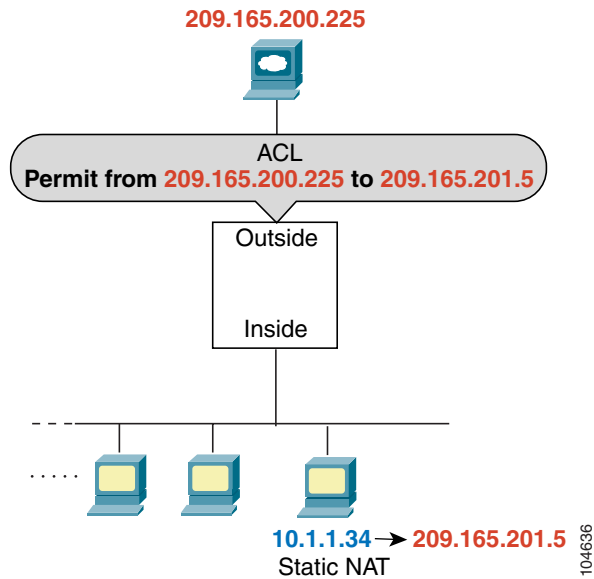 209.165.200.225
ACL
Permit from 209.165.200.225 to 209.165.201.5
Outside
Inside
10.1.1.34 → 209.165.201.5
Static NAT
104636